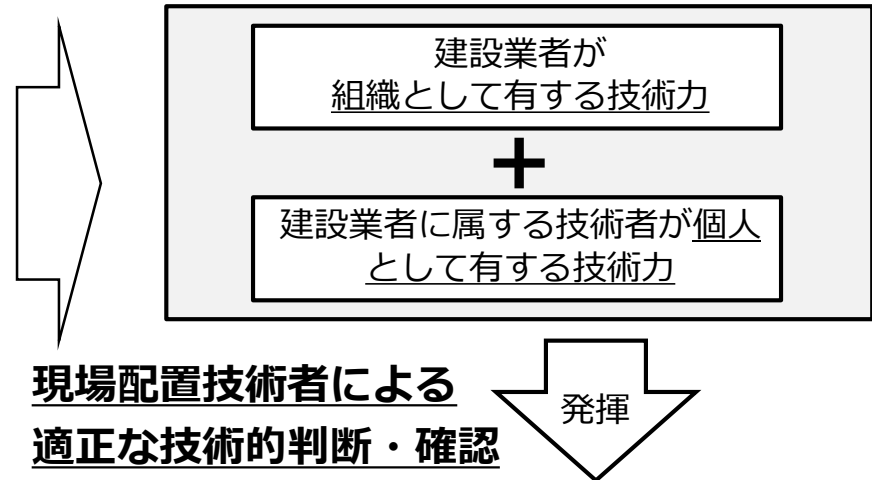 建設業者が
組織として有する技術力
+
建設業者に属する技術者が個人
として有する技術力
現場配置技術者による
適正な技術的判断・確認
発揮